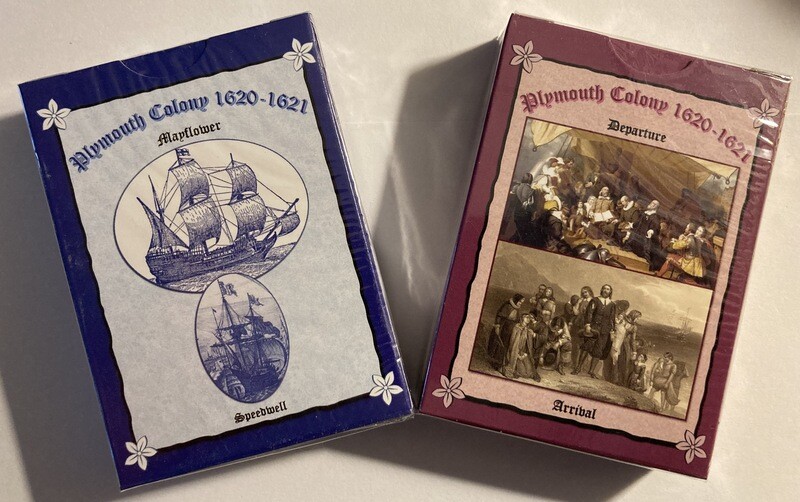 Plymouth Colony 1620-1621
Mayflower
Speedwell
Plymouth Colony 1620-1621
Departure
Arrival